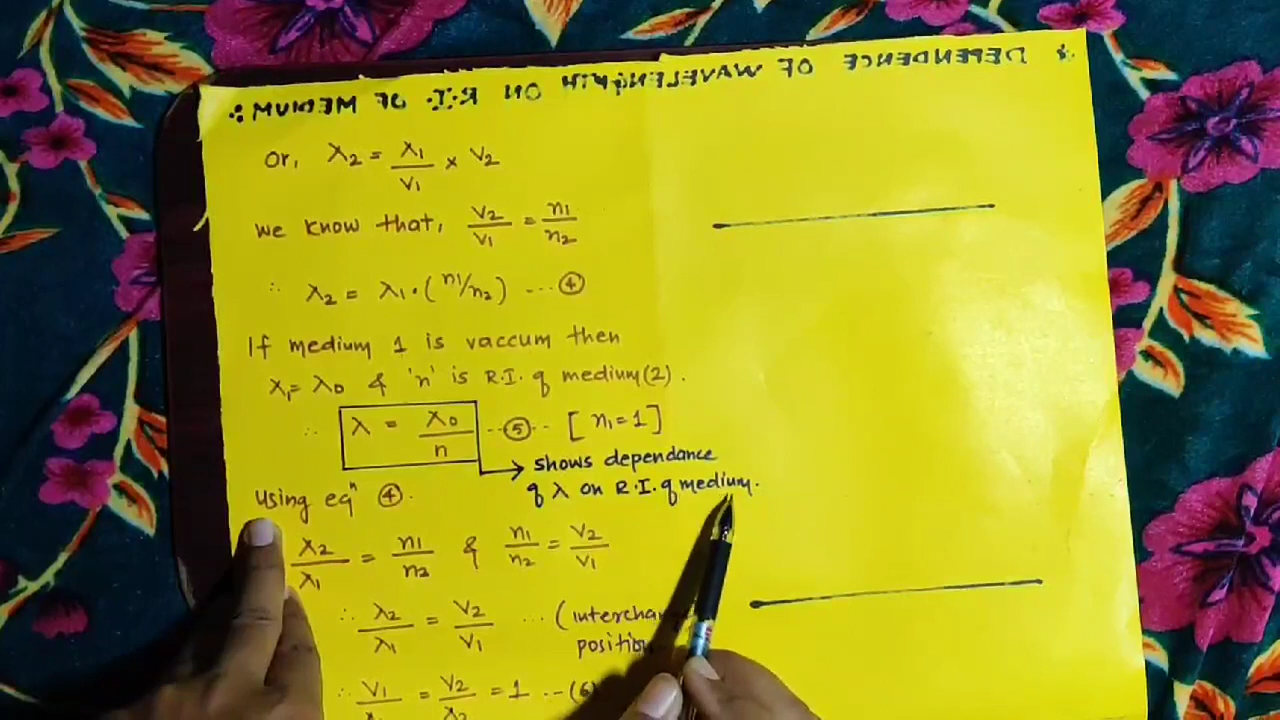 * DEPENDENCE OF WAVELENGTH ON R.I. OF MEDIUM :
or, λ2 = λ1/v1 × v2
we know that, v2/v1 = n1/n2
∴ λ2 = λ1·(n1/n2) ... ④
If medium 1 is vaccum then
λ1 = λ0 & 'n' is R.I. of medium(2).
∴ λ = λ0/n ...⑤.. [n1=1]
→ shows dependance
of λ on R.I. of medium.
Using eqn ④.
λ2/λ1 = n1/n2 & n1/n2 = v2/v1
∴ λ2/λ1 = v2/v1 ... (interchan
position
∴ v1 = v2/λ2 = 1 ..(6)